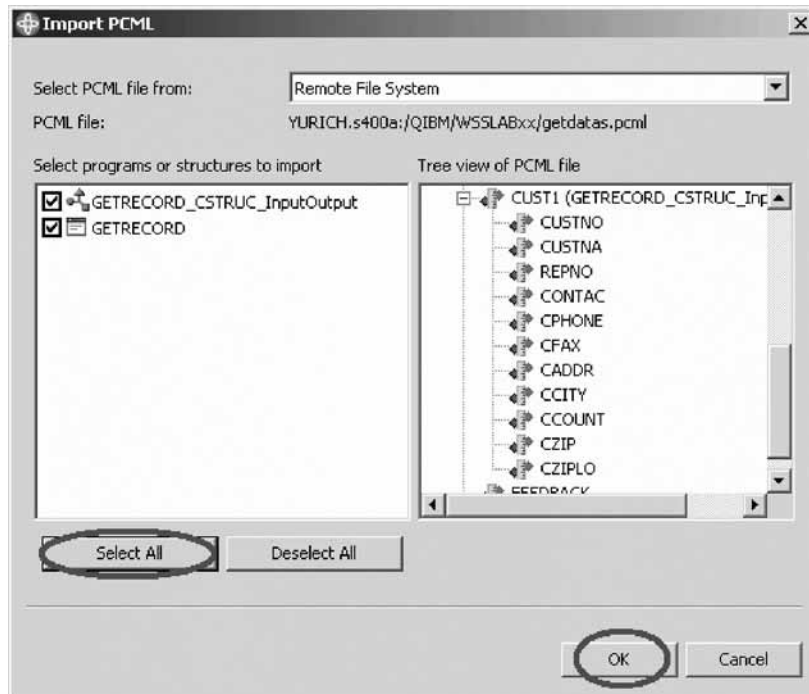 Import PCML
Select PCML file from:
Remote File System
PCML file:
YURICH.s400a:/QIBM/WSSLABxx/getdatas.pcml
Select programs or structures to import
GETRECORD_CSTRUC_InputOutput
GETRECORD
Tree view of PCML file
CUST1 (GETRECORD_CSTRUC_Inp
CUSTNO
CUSTNA
REPNO
CONTAC
CPHONE
CFAX
CADDR
CCITY
CCOUNT
CZIP
CZIPLO
FEEDBACK
Select All
Deselect All
OK
Cancel